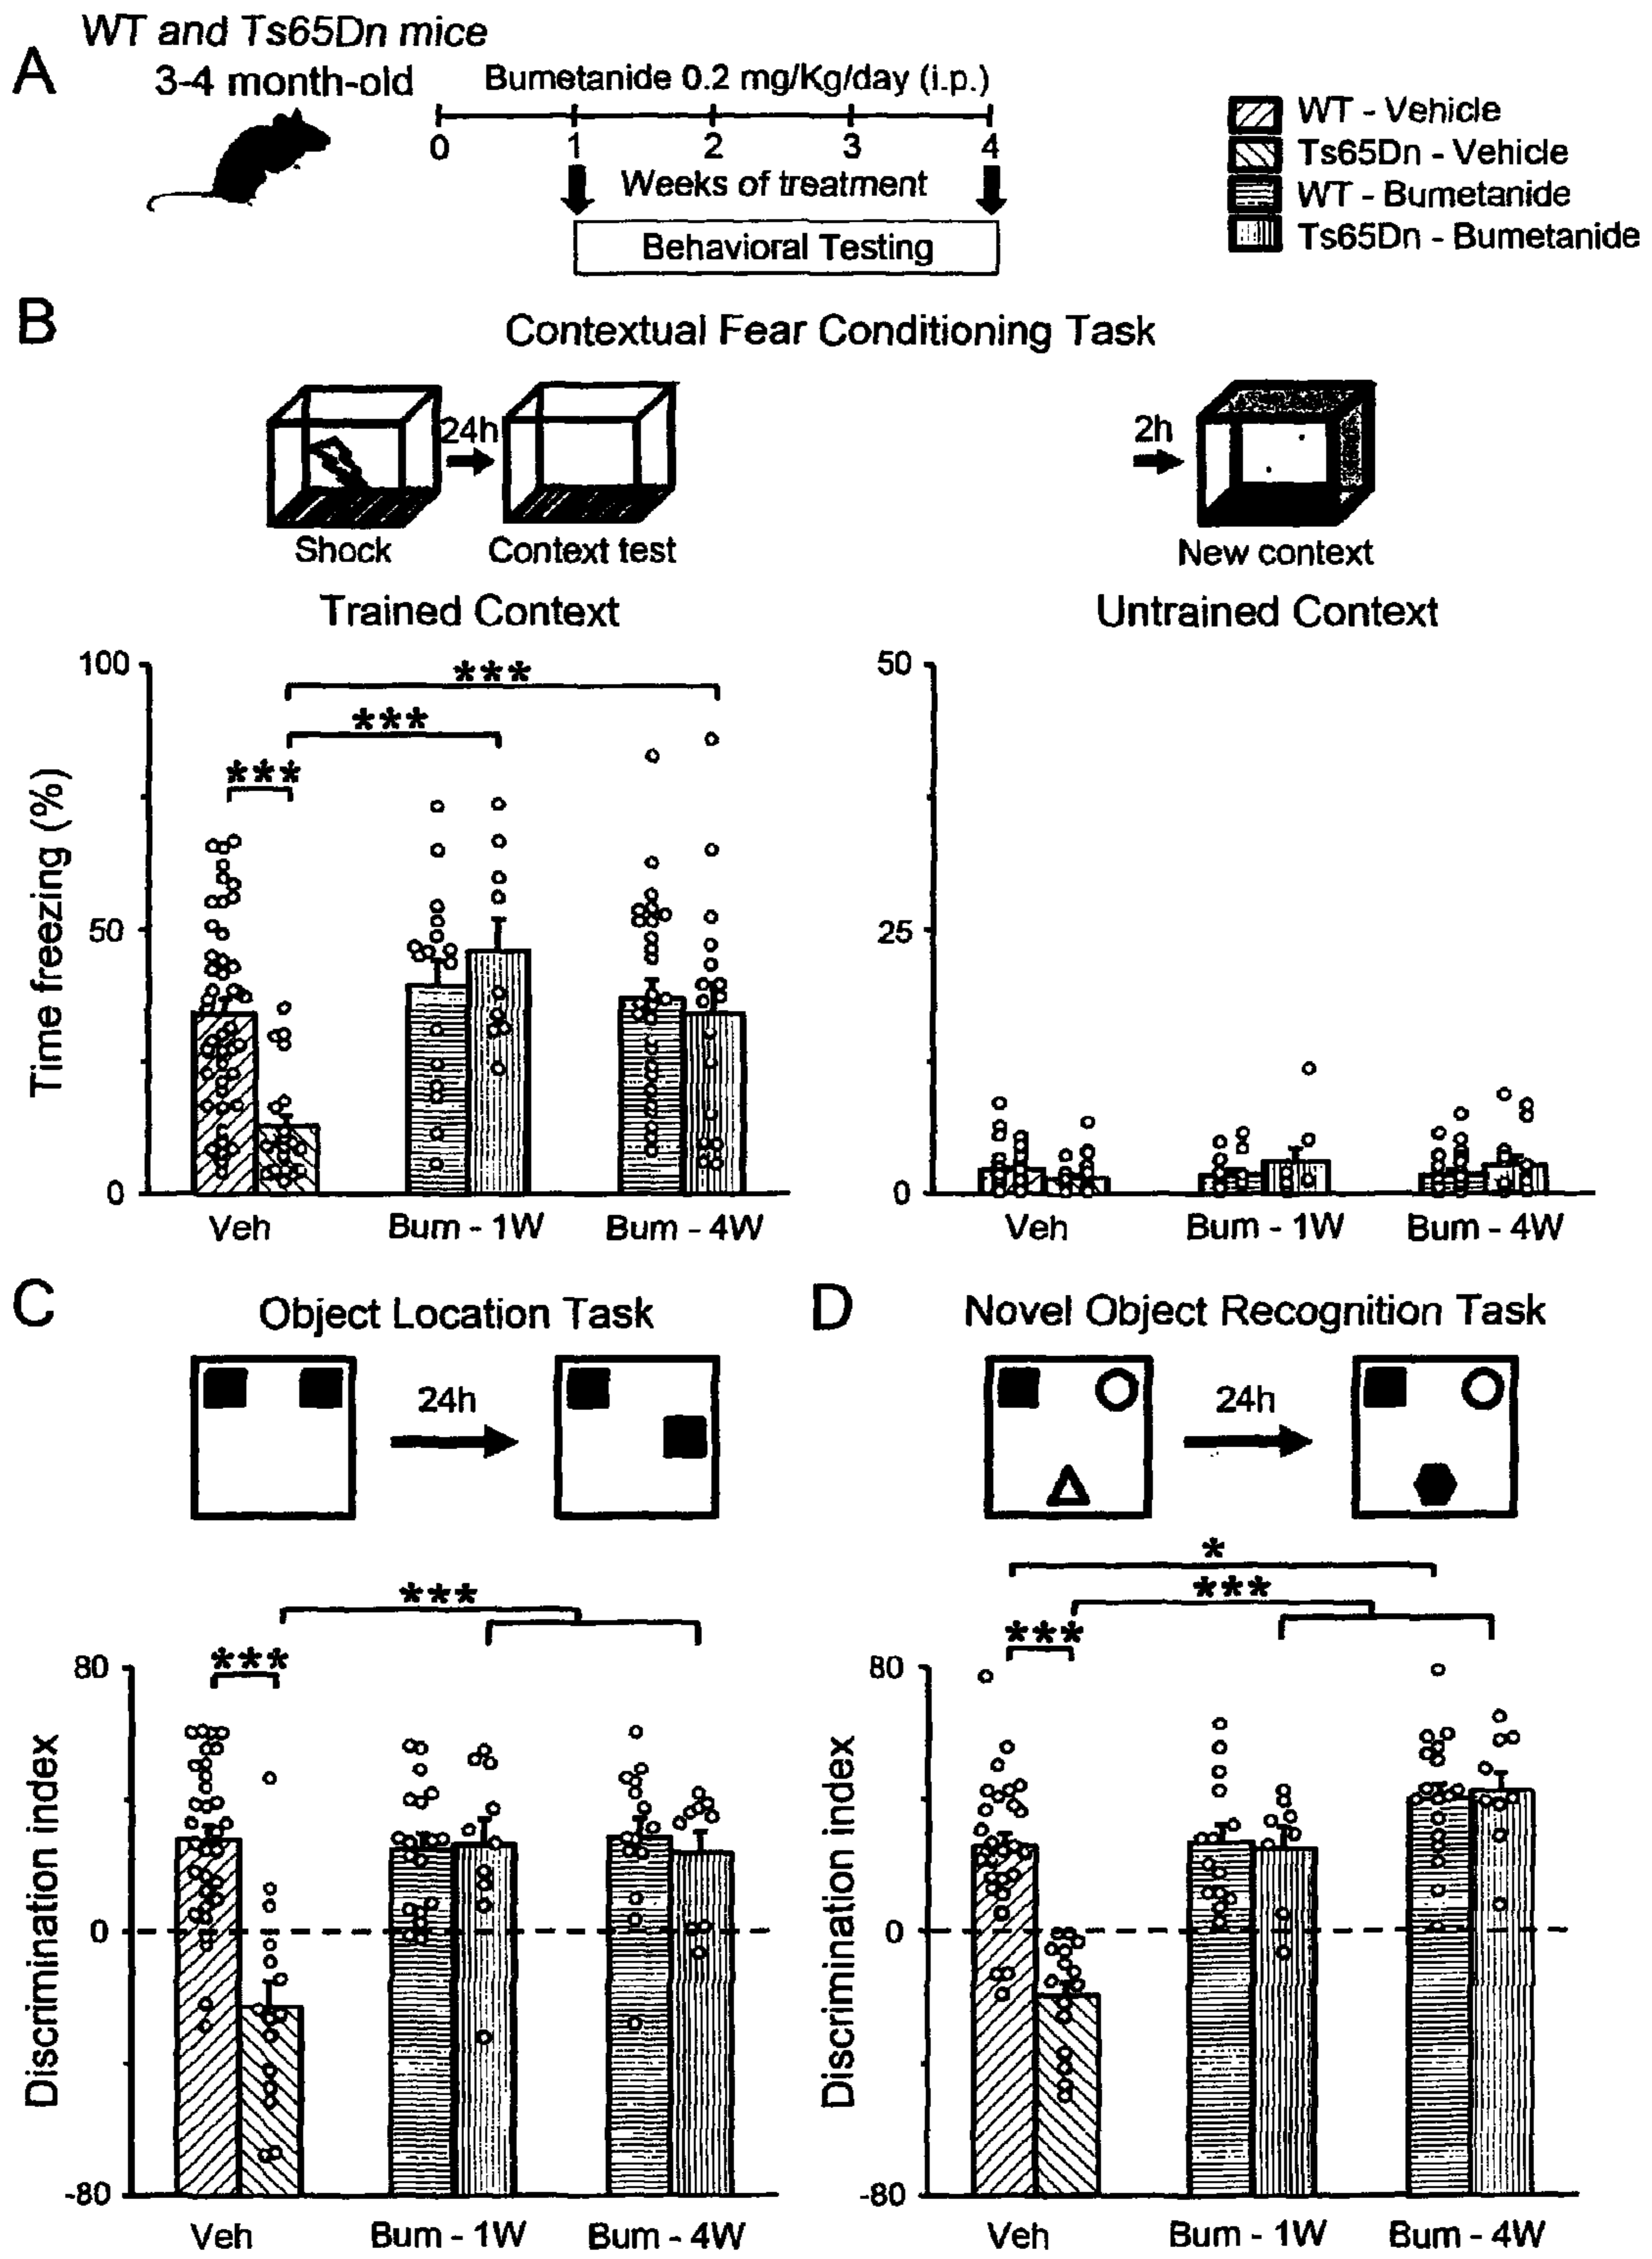 WT and Ts65Dn mice
A
3-4 month-old
Bumetanide 0.2 mg/Kg/day (i.p.)
0 1 2 3 4
Weeks of treatment
Behavioral Testing
WT - Vehicle
Ts65Dn - Vehicle
WT - Bumetanide
Ts65Dn - Bumetanide
B
Contextual Fear Conditioning Task
24h
2h
Shock
Context test
New context
Trained Context
Untrained Context
Time freezing (%)
100
50
0
***
***
***
Veh Bum - 1W Bum - 4W
50
25
0
Veh Bum - 1W Bum - 4W
C
Object Location Task
24h
***
***
Discrimination index
80
0
-80
Veh Bum - 1W Bum - 4W
D
Novel Object Recognition Task
24h
*
***
***
Discrimination index
80
0
-80
Veh Bum - 1W Bum - 4W